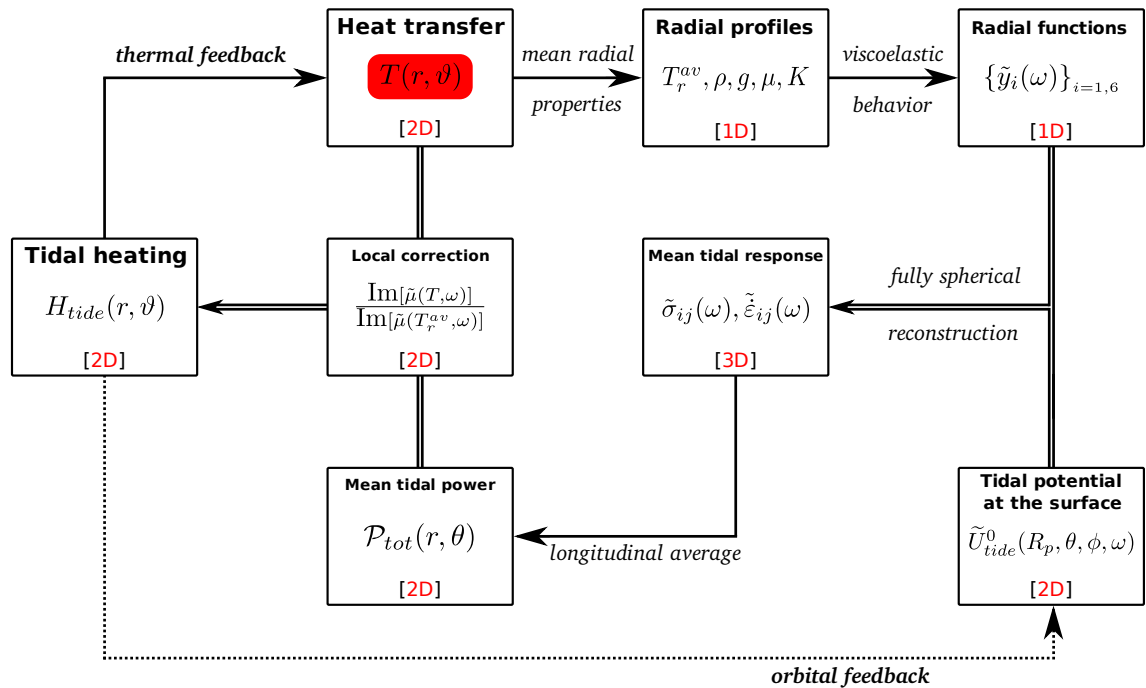 Heat transfer
T(r, ϑ)
[2D]
thermal feedback
mean radial
properties
Radial profiles
T_r^{av}, ρ, g, μ, K
[1D]
viscoelastic
behavior
Radial functions
{ỹ_i(ω)}_{i=1,6}
[1D]
Tidal heating
H_{tide}(r, ϑ)
[2D]
Local correction
Im[μ̃(T,ω)]
Im[μ̃(T_r^{av},ω)]
[2D]
Mean tidal response
σ̃_{ij}(ω), ε̇̃_{ij}(ω)
[3D]
fully spherical
reconstruction
Mean tidal power
𝒫_{tot}(r, θ)
[2D]
longitudinal average
Tidal potential
at the surface
Ũ^0_{tide}(R_p, θ, ϕ, ω)
[2D]
orbital feedback